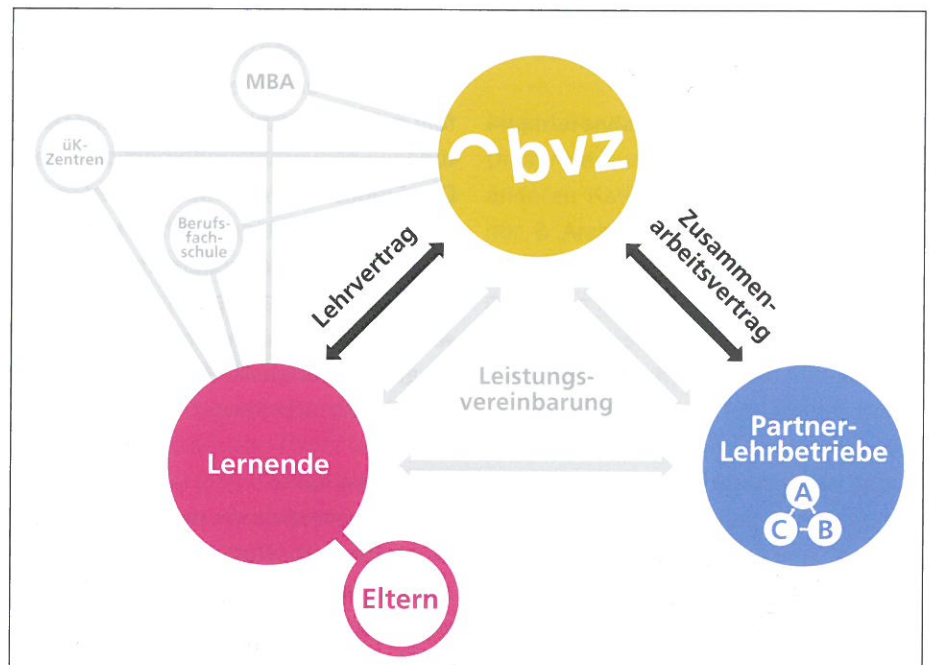 MBA
bvz
üK-
Zentren
Berufs-
fach-
schule
Lehrvertrag
Zusammen-
arbeitsvertrag
Leistungs-
vereinbarung
Lernende
Partner-
Lehrbetriebe
A
C
B
Eltern